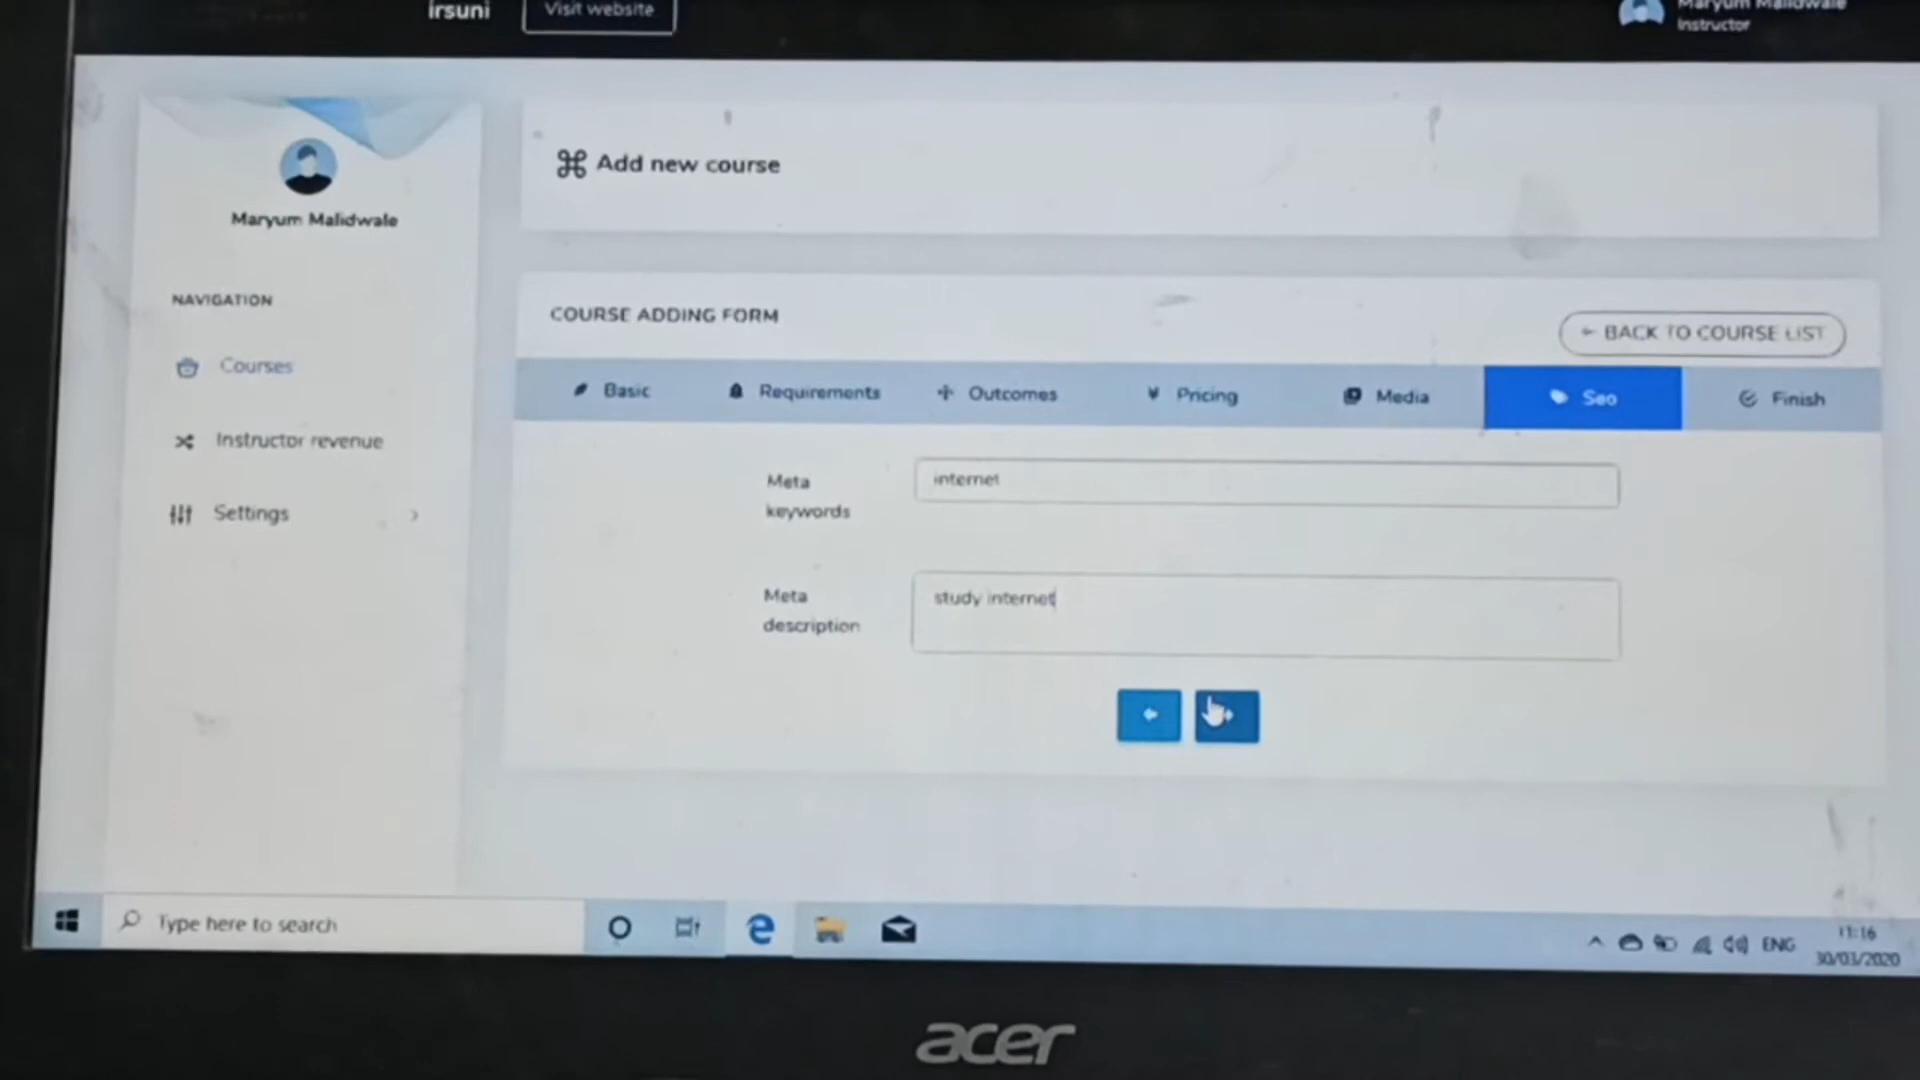 irsuni
Visit website
Maryum Malidwale
Instructor
Add new course
Maryum Malidwale
NAVIGATION
COURSE ADDING FORM
BACK TO COURSE LIST
Courses
Basic
Requirements
Outcomes
Pricing
Media
Seo
Finish
Instructor revenue
Settings
Meta
keywords
internet
Meta
description
study internet
Type here to search
ENG
11:16
30/03/2020
acer